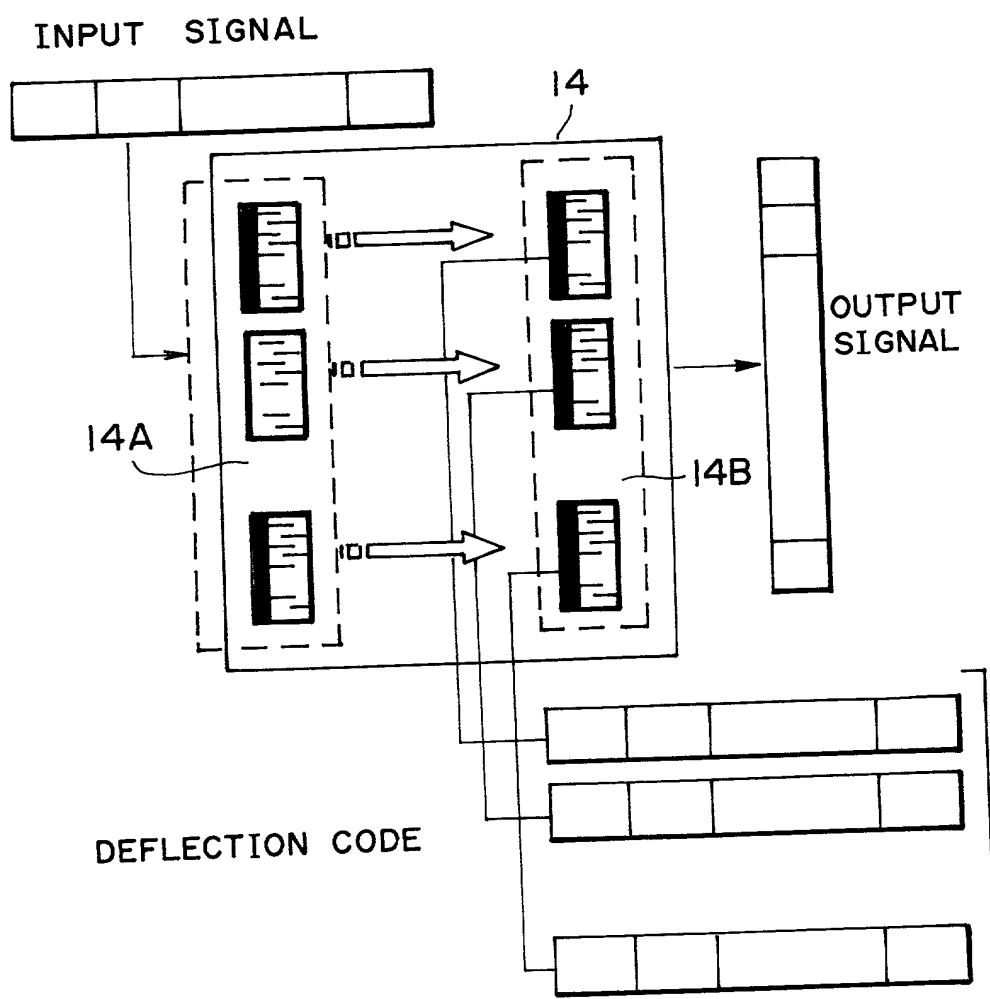 INPUT SIGNAL
14
OUTPUT
SIGNAL
14A
14B
DEFLECTION CODE